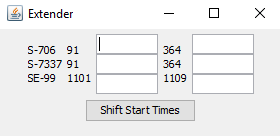 Extender
S-706 91 364
S-7337 91 364
SE-99 1101 1109
Shift Start Times